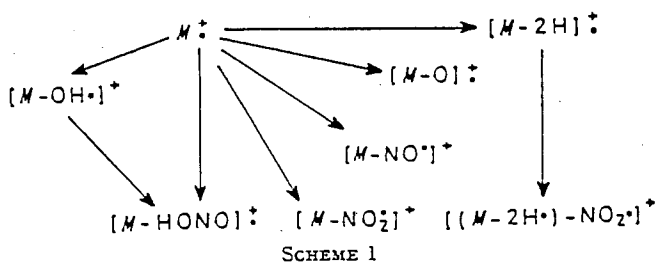 M⁺• [M-2H]⁺•
[M-O]⁺•
[M-OH•]⁺
[M-NO•]⁺
[M-HONO]⁺• [M-NO₂•]⁺ [(M-2H•)-NO₂•]⁺
SCHEME 1